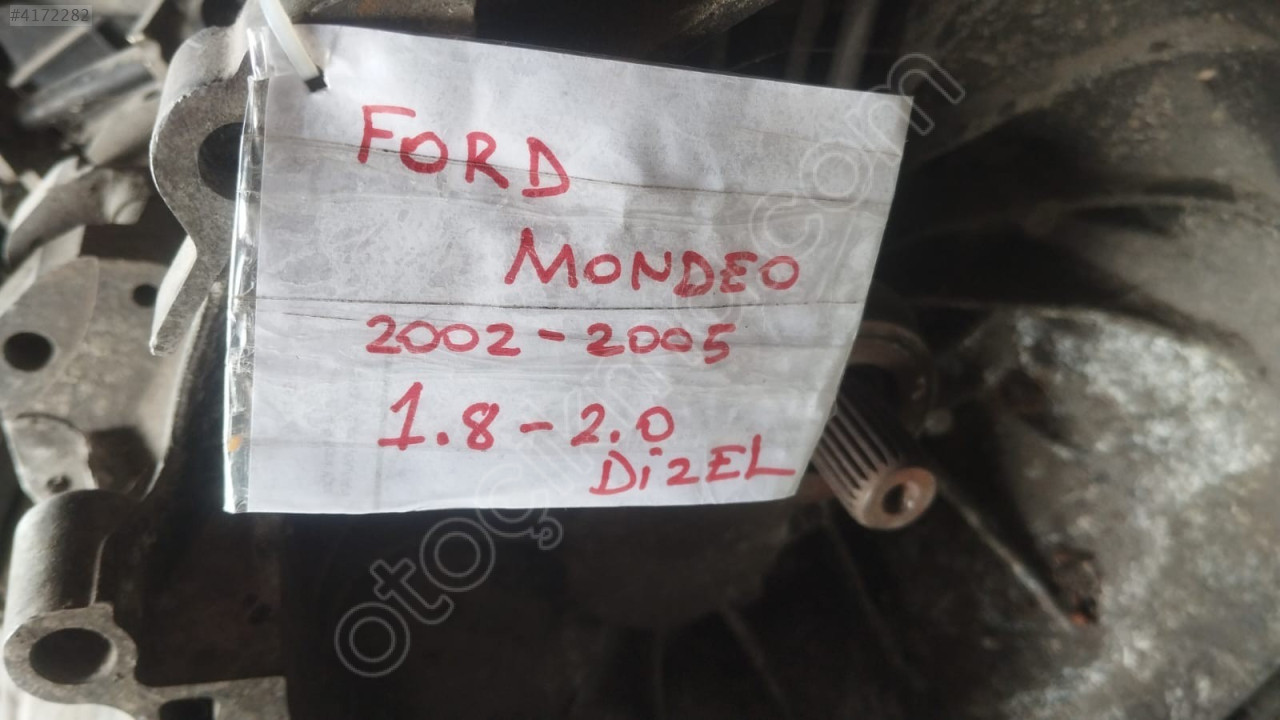 #4172282
FORD
MONDEO
2002-2005
1.8-2.0
DiZEL
otoçıkma.com